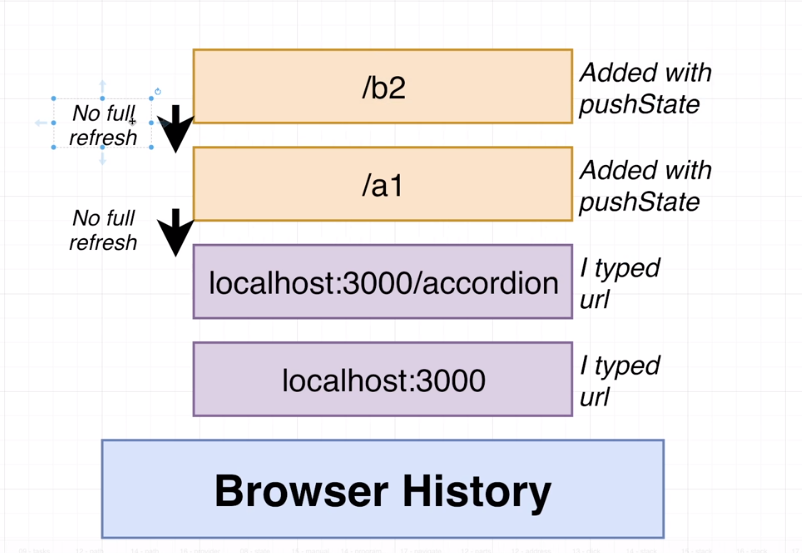 /b2
Added with
pushState
No full
refresh
/a1
Added with
pushState
No full
refresh
localhost:3000/accordion
I typed
url
localhost:3000
I typed
url
Browser History